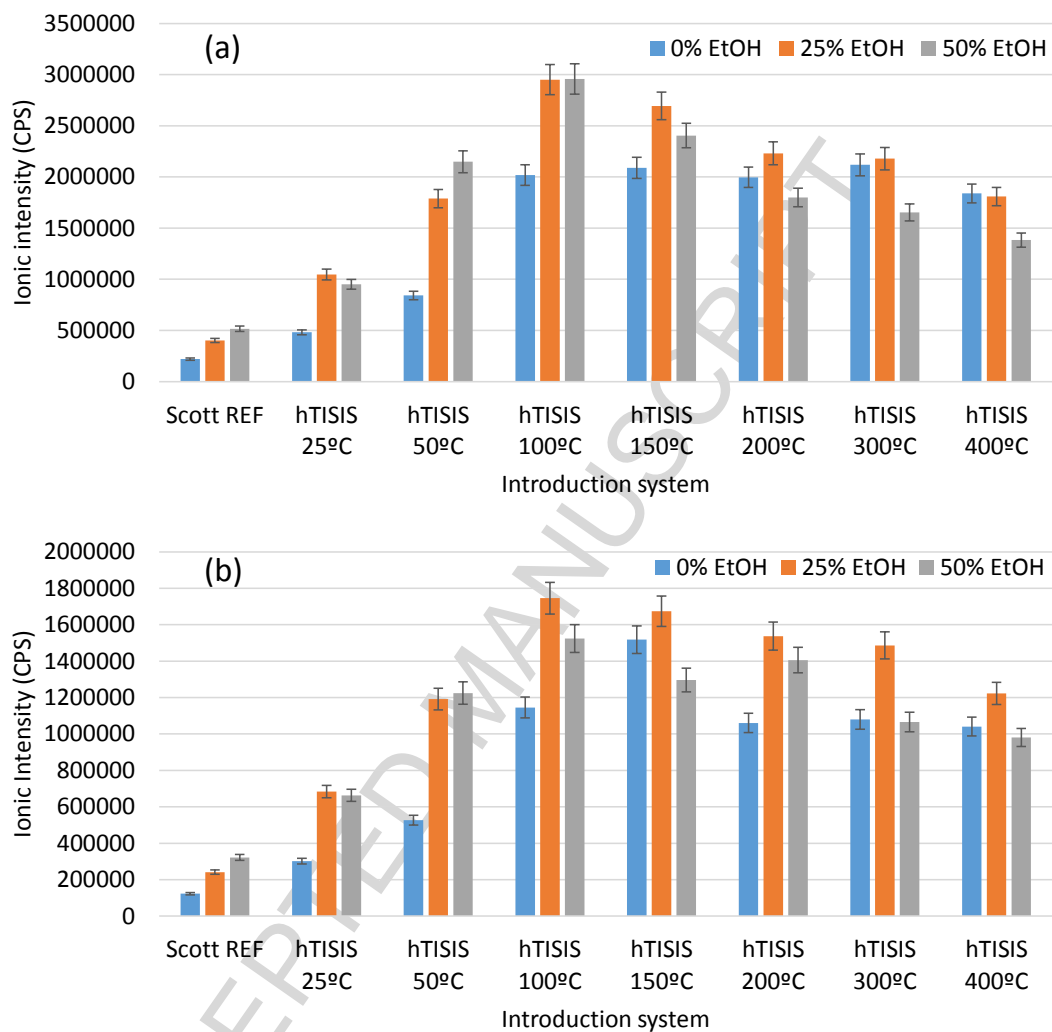 (a)
0% EtOH 25% EtOH 50% EtOH
3500000
3000000
2500000
2000000
1500000
1000000
500000
0
Ionic intensity (CPS)
Scott REF hTISIS hTISIS hTISIS hTISIS hTISIS hTISIS hTISIS
25ºC 50ºC 100ºC 150ºC 200ºC 300ºC 400ºC
Introduction system
(b)
0% EtOH 25% EtOH 50% EtOH
2000000
1800000
1600000
1400000
1200000
1000000
800000
600000
400000
200000
0
Ionic Intensity (CPS)
Scott REF hTISIS hTISIS hTISIS hTISIS hTISIS hTISIS hTISIS
25ºC 50ºC 100ºC 150ºC 200ºC 300ºC 400ºC
Introduction system
EPTED MANUSCRIPT